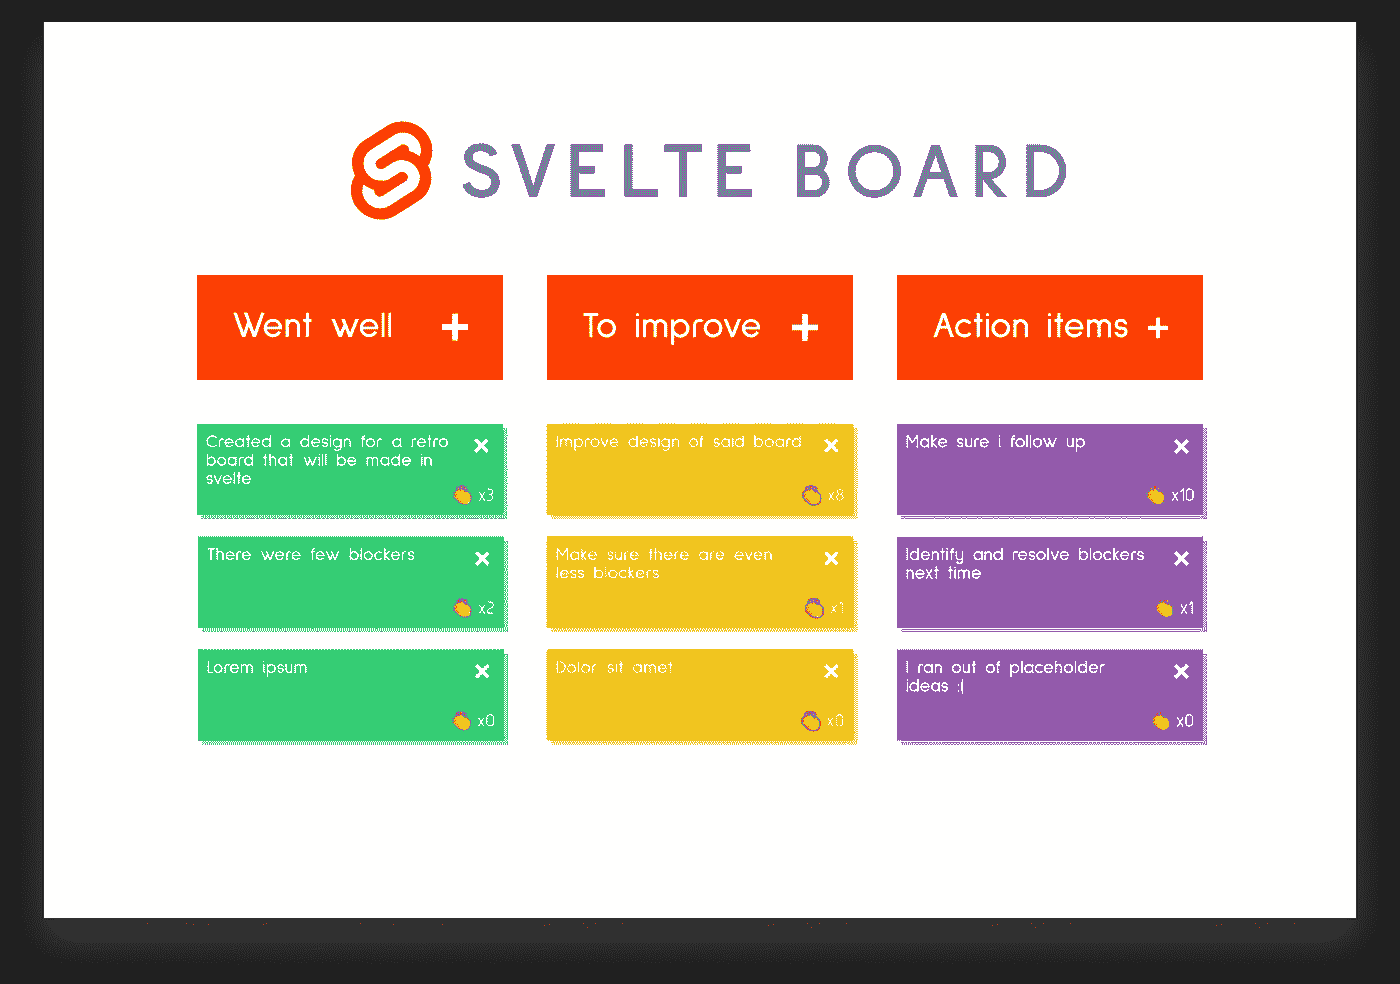 SVELTE BOARD
Went well +
To improve +
Action items +
Created a design for a retro
board that will be made in
svelte
x3
There were few blockers
x2
Lorem ipsum
x0
Improve design of said board
x8
Make sure there are even
less blockers
x1
Dolor sit amet
x0
Make sure i follow up
x10
Identify and resolve blockers
next time
x1
I ran out of placeholder
ideas :(
x0